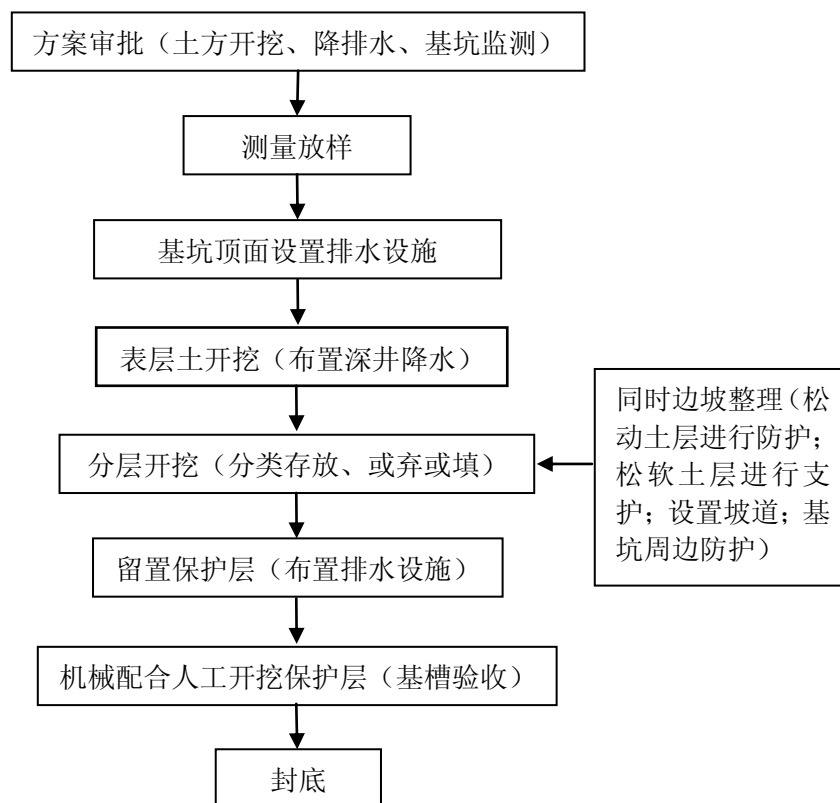 方案审批（土方开挖、降排水、基坑监测）
测量放样
基坑顶面设置排水设施
表层土开挖（布置深井降水）
分层开挖（分类存放、或弃或填）
同时边坡整理（松
动土层进行防护；
松软土层进行支
护；设置坡道；基
坑周边防护）
留置保护层（布置排水设施）
机械配合人工开挖保护层（基槽验收）
封底